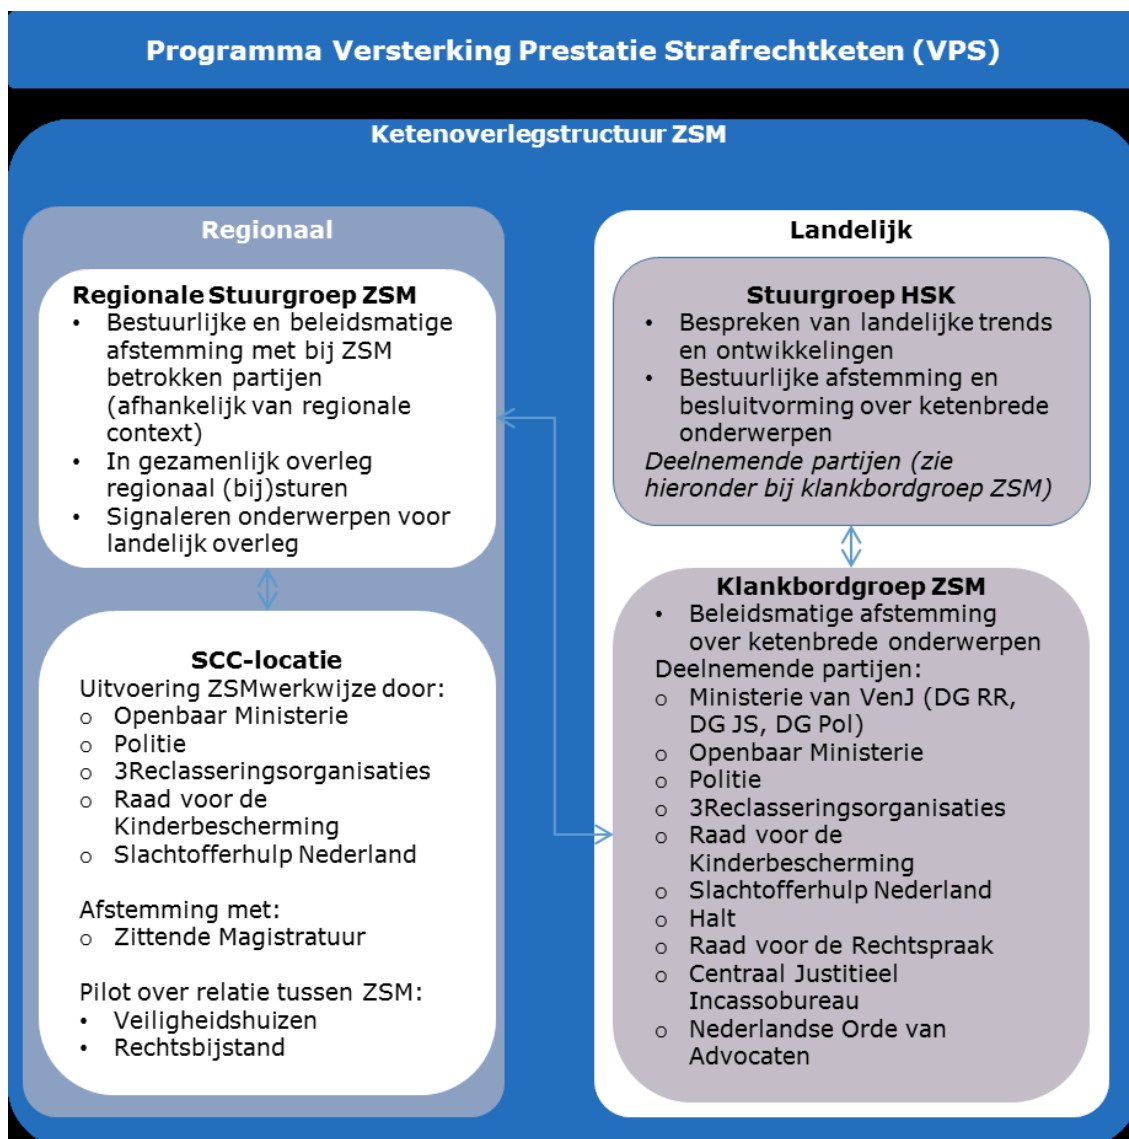 Programma Versterking Prestatie Strafrechtketen (VPS)
Ketenoverlegstructuur ZSM
Regionaal
Regionale Stuurgroep ZSM
• Bestuurlijke en beleidsmatige
afstemming met bij ZSM
betrokken partijen
(afhankelijk van regionale
context)
• In gezamenlijk overleg
regionaal (bij)sturen
• Signaleren onderwerpen voor
landelijk overleg
SCC-locatie
Uitvoering ZSMwerkwijze door:
o Openbaar Ministerie
o Politie
o 3Reclasseringsorganisaties
o Raad voor de
Kinderbescherming
o Slachtofferhulp Nederland
Afstemming met:
o Zittende Magistratuur
Pilot over relatie tussen ZSM:
• Veiligheidshuizen
• Rechtsbijstand
Landelijk
Stuurgroep HSK
• Bespreken van landelijke trends
en ontwikkelingen
• Bestuurlijke afstemming en
besluitvorming over ketenbrede
onderwerpen
Deelnemende partijen (zie
hieronder bij klankbordgroep ZSM)
Klankbordgroep ZSM
• Beleidsmatige afstemming
over ketenbrede onderwerpen
Deelnemende partijen:
o Ministerie van VenJ (DG RR,
DG JS, DG Pol)
o Openbaar Ministerie
o Politie
o 3Reclasseringsorganisaties
o Raad voor de
Kinderbescherming
o Slachtofferhulp Nederland
o Halt
o Raad voor de Rechtspraak
o Centraal Justitieel
Incassobureau
o Nederlandse Orde van
Advocaten